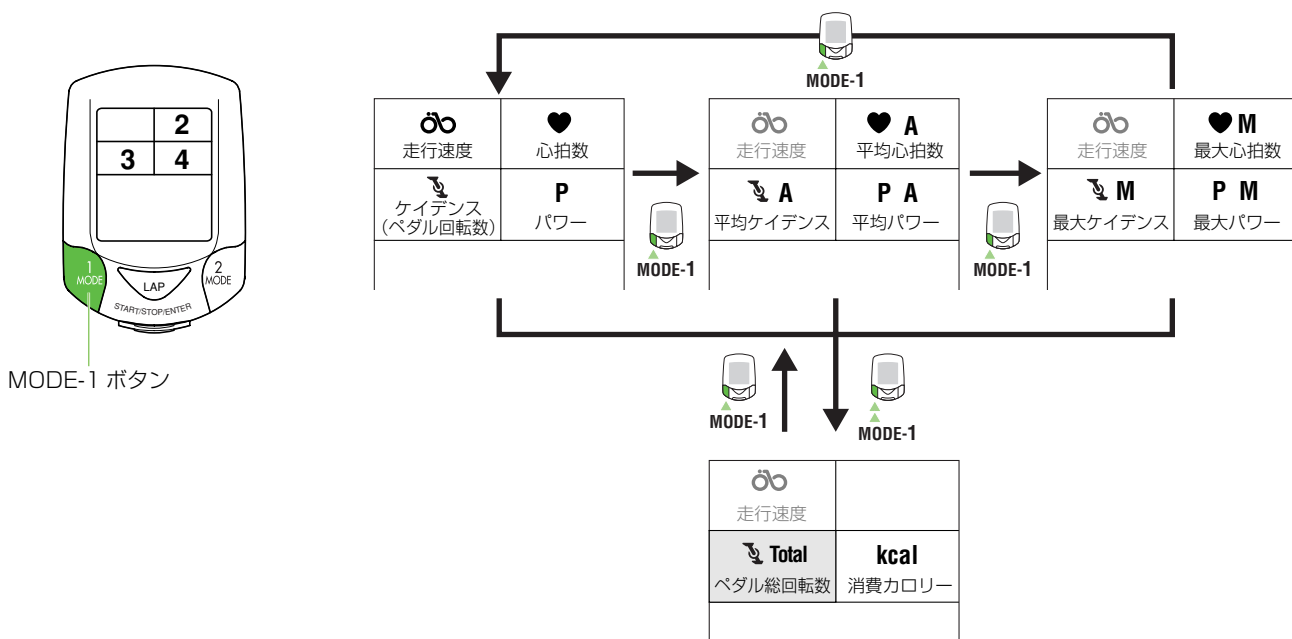 2
3 4
1
MODE
LAP
2
MODE
START/STOP/ENTER
MODE-1 ボタン
MODE-1
走行速度
心拍数
ケイデンス
(ペダル回転数)
P
パワー
MODE-1
走行速度
A
平均心拍数
A
平均ケイデンス
P A
平均パワー
MODE-1
走行速度
M
最大心拍数
M
最大ケイデンス
P M
最大パワー
MODE-1
MODE-1
走行速度
Total
ペダル総回転数
kcal
消費カロリー